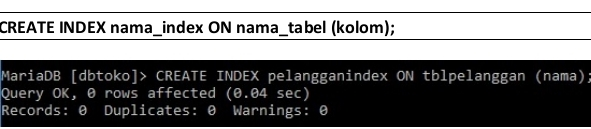 CREATE INDEX nama_index ON nama_tabel (kolom);
MariaDB [dbtoko]> CREATE INDEX pelangganindex ON tblpelanggan (nama);
Query OK, 0 rows affected (0.04 sec)
Records: 0  Duplicates: 0  Warnings: 0